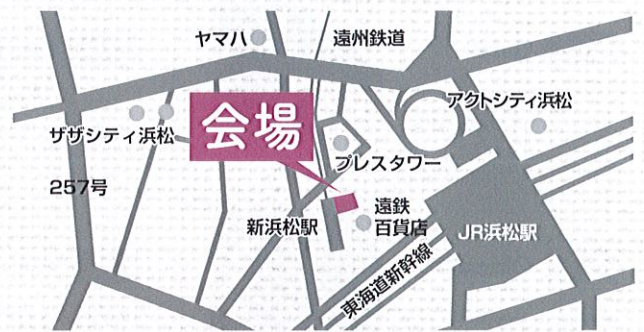 ヤマハ
遠州鉄道
アクトシティ浜松
ザザシティ浜松
会場
プレスタワー
257号
新浜松駅
遠鉄
百貨店
JR浜松駅
東海道新幹線